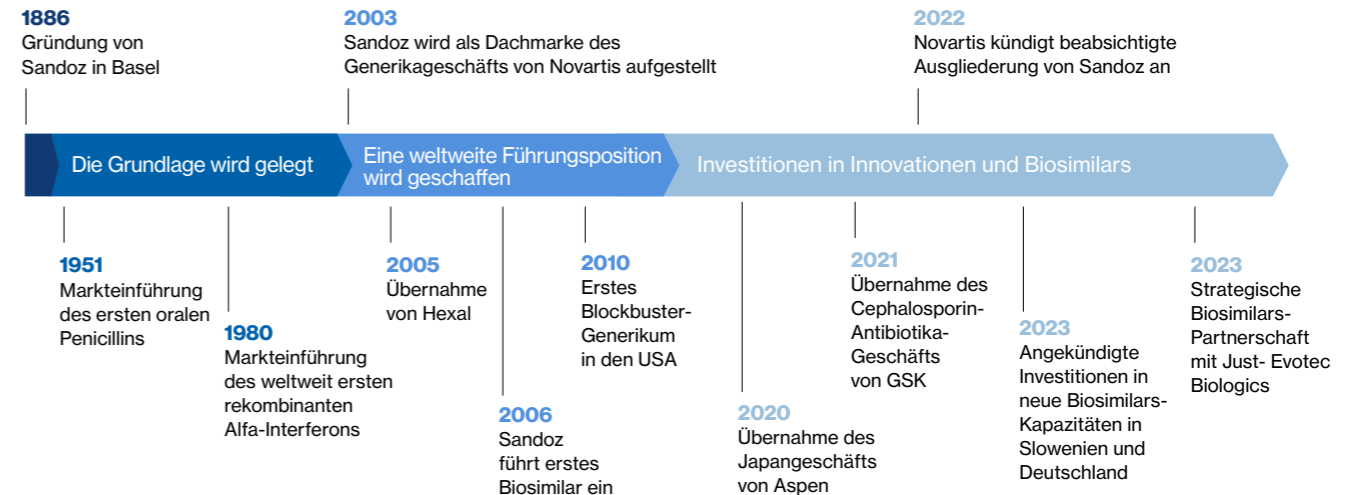 1886
Gründung von
Sandoz in Basel
2003
Sandoz wird als Dachmarke des
Generikageschäfts von Novartis aufgestellt
2022
Novartis kündigt beabsichtigte
Ausgliederung von Sandoz an
Die Grundlage wird gelegt
Eine weltweite Führungsposition
wird geschaffen
Investitionen in Innovationen und Biosimilars
1951
Markteinführung
des ersten oralen
Penicillins
1980
Markteinführung
des weltweit ersten
rekombinanten
Alfa-Interferons
2005
Übernahme
von Hexal
2006
Sandoz
führt erstes
Biosimilar ein
2010
Erstes
Blockbuster-
Generikum
in den USA
2020
Übernahme des
Japangeschäfts
von Aspen
2021
Übernahme des
Cephalosporin-
Antibiotika-
Geschäfts
von GSK
2023
Angekündigte
Investitionen in
neue Biosimilars-
Kapazitäten in
Slowenien und
Deutschland
2023
Strategische
Biosimilars-
Partnerschaft
mit Just- Evotec
Biologics